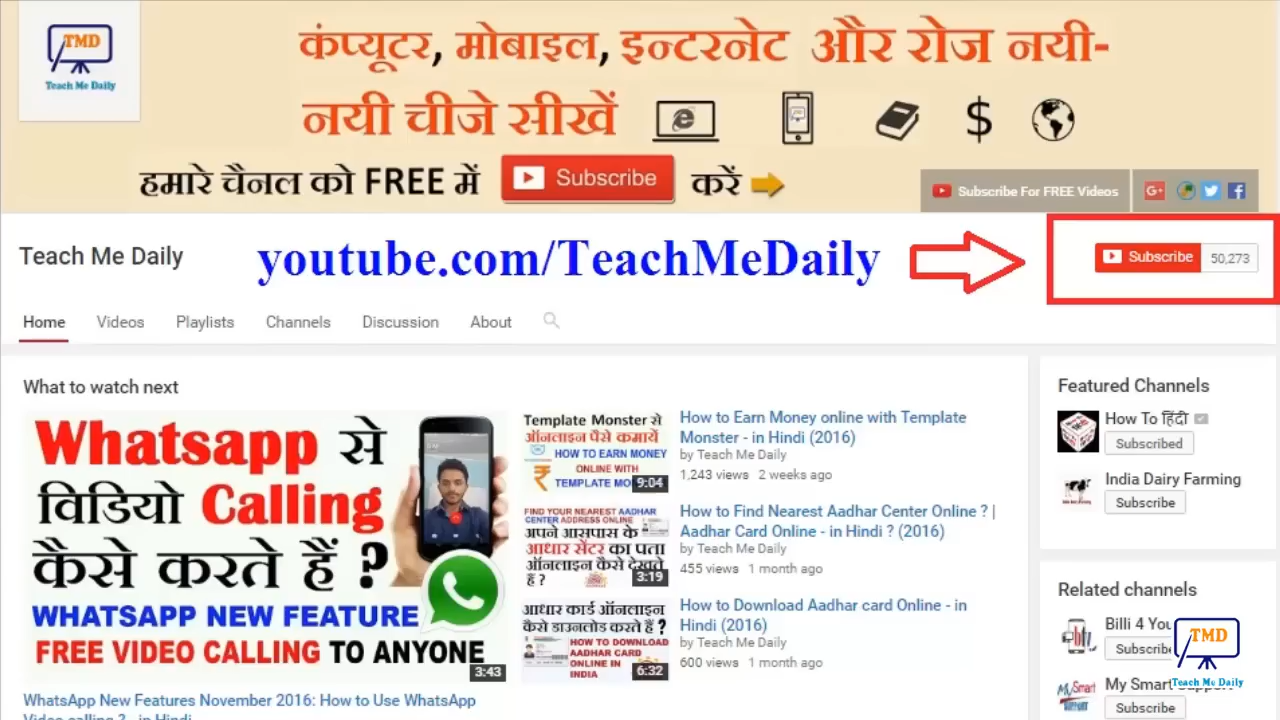 TMD
Teach Me Daily
कंप्यूटर, मोबाइल, इन्टरनेट और रोज नयी-
नयी चीजे सीखें
हमारे चैनल को FREE में Subscribe करें
Subscribe For FREE Videos
Teach Me Daily
youtube.com/TeachMeDaily
Subscribe 50,273
Home Videos Playlists Channels Discussion About
What to watch next
Whatsapp से
विडियो Calling
कैसे करते हैं ?
WHATSAPP NEW FEATURE
FREE VIDEO CALLING TO ANYONE
3:43
WhatsApp New Features November 2016: How to Use WhatsApp
Video calling ? - in Hindi
Template Monster से
ऑनलाइन पैसे कमायें
HOW TO EARN MONEY
ONLINE WITH
TEMPLATE MO
9:04
How to Earn Money online with Template
Monster - in Hindi (2016)
by Teach Me Daily
1,243 views 2 weeks ago
FIND YOUR NEAREST AADHAR
CENTER ADDRESS ONLINE
अपने आसपास के
आधार सेंटर का पता
ऑनलाइन कैसे देखते
हैं ?
3:19
How to Find Nearest Aadhar Center Online ? |
Aadhar Card Online - in Hindi ? (2016)
by Teach Me Daily
455 views 1 month ago
आधार कार्ड ऑनलाइन
कैसे डाउनलोड करते हैं ?
HOW TO DOWNLOAD
AADHAR CARD
ONLINE IN
INDIA
6:32
How to Download Aadhar card Online - in
Hindi (2016)
by Teach Me Daily
600 views 1 month ago
Featured Channels
How To हिंदी
Subscribed
India Dairy Farming
Subscribe
Related channels
Billi 4 You
Subscribe
My Smart Support
Subscribe
TMD
Teach Me Daily